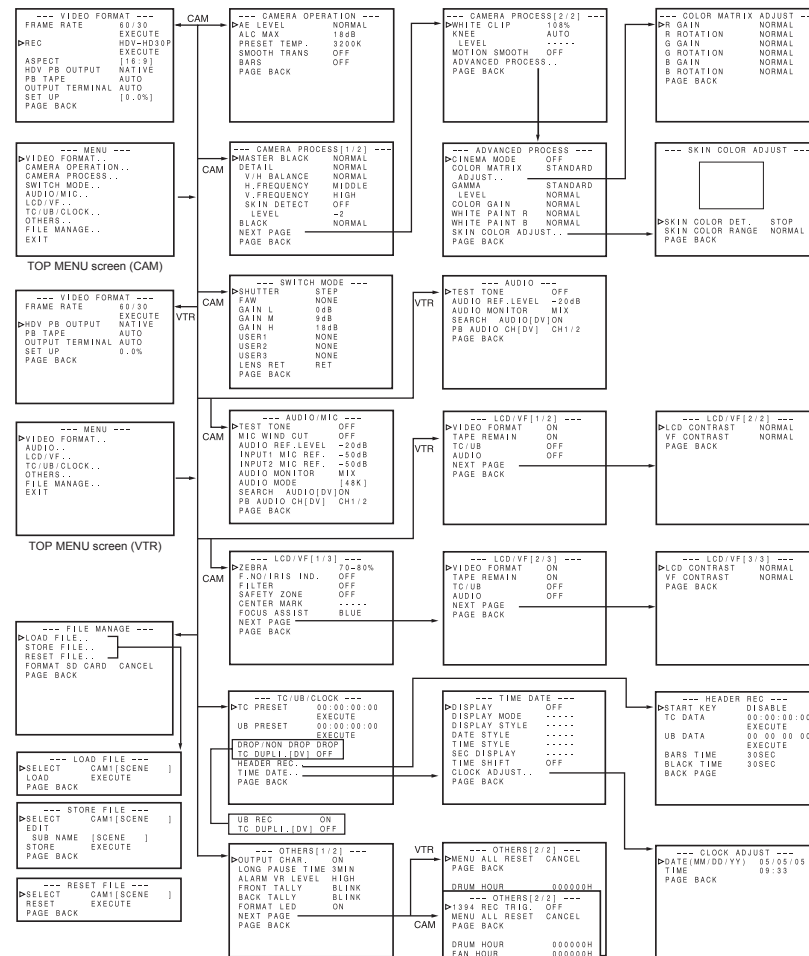 --- VIDEO FORMAT ---
FRAME RATE 60/30
EXECUTE
REC HDV-HD30P
EXECUTE
ASPECT [16:9]
HDV PB OUTPUT NATIVE
PB TAPE AUTO
OUTPUT TERMINAL AUTO
SET UP [0.0%]
PAGE BACK
CAM
--- CAMERA OPERATION ---
AE LEVEL NORMAL
ALC MAX 18dB
PRESET TEMP. 3200K
SMOOTH TRANS OFF
BARS OFF
PAGE BACK
--- CAMERA PROCESS[2/2] ---
WHITE CLIP 108%
KNEE AUTO
LEVEL -----
MOTION SMOOTH OFF
ADVANCED PROCESS..
PAGE BACK
--- COLOR MATRIX ADJUST ---
R GAIN NORMAL
R ROTATION NORMAL
G GAIN NORMAL
G ROTATION NORMAL
B GAIN NORMAL
B ROTATION NORMAL
PAGE BACK
--- MENU ---
VIDEO FORMAT..
CAMERA OPERATION..
CAMERA PROCESS..
SWITCH MODE..
AUDIO/MIC..
LCD/VF..
TC/UB/CLOCK..
OTHERS..
FILE MANAGE..
EXIT
TOP MENU screen (CAM)
CAM
--- CAMERA PROCESS[1/2] ---
MASTER BLACK NORMAL
DETAIL NORMAL
V/H BALANCE NORMAL
H.FREQUENCY MIDDLE
V.FREQUENCY HIGH
SKIN DETECT OFF
LEVEL -2
BLACK NORMAL
NEXT PAGE
PAGE BACK
--- ADVANCED PROCESS ---
CINEMA MODE OFF
COLOR MATRIX STANDARD
ADJUST..
GAMMA STANDARD
LEVEL NORMAL
COLOR GAIN NORMAL
WHITE PAINT R NORMAL
WHITE PAINT B NORMAL
SKIN COLOR ADJUST..
PAGE BACK
--- SKIN COLOR ADJUST ---
SKIN COLOR DET. STOP
SKIN COLOR RANGE NORMAL
PAGE BACK
--- VIDEO FORMAT ---
FRAME RATE 60/30
EXECUTE
HDV PB OUTPUT NATIVE
PB TAPE AUTO
OUTPUT TERMINAL AUTO
SET UP 0.0%
PAGE BACK
VTR
CAM
--- SWITCH MODE ---
SHUTTER STEP
FAW NONE
GAIN L 0dB
GAIN M 9dB
GAIN H 18dB
USER1 NONE
USER2 NONE
USER3 NONE
LENS RET RET
PAGE BACK
VTR
--- AUDIO ---
TEST TONE OFF
AUDIO REF.LEVEL -20dB
AUDIO MONITOR MIX
SEARCH AUDIO[DV]ON
PB AUDIO CH[DV] CH1/2
PAGE BACK
--- MENU ---
VIDEO FORMAT..
AUDIO..
LCD/VF..
TC/UB/CLOCK..
OTHERS..
FILE MANAGE..
EXIT
TOP MENU screen (VTR)
CAM
--- AUDIO/MIC ---
TEST TONE OFF
MIC WIND CUT OFF
AUDIO REF.LEVEL -20dB
INPUT1 MIC REF. -50dB
INPUT2 MIC REF. -50dB
AUDIO MONITOR MIX
AUDIO MODE [48K]
SEARCH AUDIO[DV]ON
PB AUDIO CH[DV] CH1/2
PAGE BACK
VTR
--- LCD/VF[1/2] ---
VIDEO FORMAT ON
TAPE REMAIN ON
TC/UB OFF
AUDIO OFF
NEXT PAGE
PAGE BACK
--- LCD/VF[2/2] ---
LCD CONTRAST NORMAL
VF CONTRAST NORMAL
PAGE BACK
CAM
--- LCD/VF[1/3] ---
ZEBRA 70-80%
F.NO/IRIS IND. OFF
FILTER OFF
SAFETY ZONE OFF
CENTER MARK -----
FOCUS ASSIST BLUE
NEXT PAGE
PAGE BACK
--- LCD/VF[2/3] ---
VIDEO FORMAT ON
TAPE REMAIN ON
TC/UB OFF
AUDIO OFF
NEXT PAGE
PAGE BACK
--- LCD/VF[3/3] ---
LCD CONTRAST NORMAL
VF CONTRAST NORMAL
PAGE BACK
--- FILE MANAGE ---
LOAD FILE..
STORE FILE..
RESET FILE..
FORMAT SD CARD CANCEL
PAGE BACK
--- TC/UB/CLOCK ---
TC PRESET 00:00:00:00
EXECUTE
UB PRESET 00:00:00:00
EXECUTE
DROP/NON DROP DROP
TC DUPLI.[DV] OFF
HEADER REC..
TIME DATE..
PAGE BACK
--- TIME DATE ---
DISPLAY OFF
DISPLAY MODE -----
DISPLAY STYLE -----
DATE STYLE -----
TIME STYLE -----
SEC DISPLAY -----
TIME SHIFT OFF
CLOCK ADJUST..
PAGE BACK
--- HEADER REC ---
START KEY DISABLE
TC DATA 00:00:00:00
EXECUTE
UB DATA 00 00 00 00
EXECUTE
BARS TIME 30SEC
BLACK TIME 30SEC
BACK PAGE
--- LOAD FILE ---
SELECT CAM1[SCENE ]
LOAD EXECUTE
PAGE BACK
--- STORE FILE ---
SELECT CAM1[SCENE ]
EDIT
SUB NAME [SCENE ]
STORE EXECUTE
PAGE BACK
--- RESET FILE ---
SELECT CAM1[SCENE ]
RESET EXECUTE
PAGE BACK
UB REC ON
TC DUPLI.[DV] OFF
--- OTHERS[1/2] ---
OUTPUT CHAR. ON
LONG PAUSE TIME 3MIN
ALARM VR LEVEL HIGH
FRONT TALLY BLINK
BACK TALLY BLINK
FORMAT LED ON
NEXT PAGE
PAGE BACK
VTR
--- OTHERS[2/2] ---
MENU ALL RESET CANCEL
PAGE BACK
DRUM HOUR 000000H
CAM
--- OTHERS[2/2] ---
1394 REC TRIG. OFF
MENU ALL RESET CANCEL
PAGE BACK
DRUM HOUR 000000H
FAN HOUR 000000H
--- CLOCK ADJUST ---
DATE(MM/DD/YY) 05/05/05
TIME 09:33
PAGE BACK